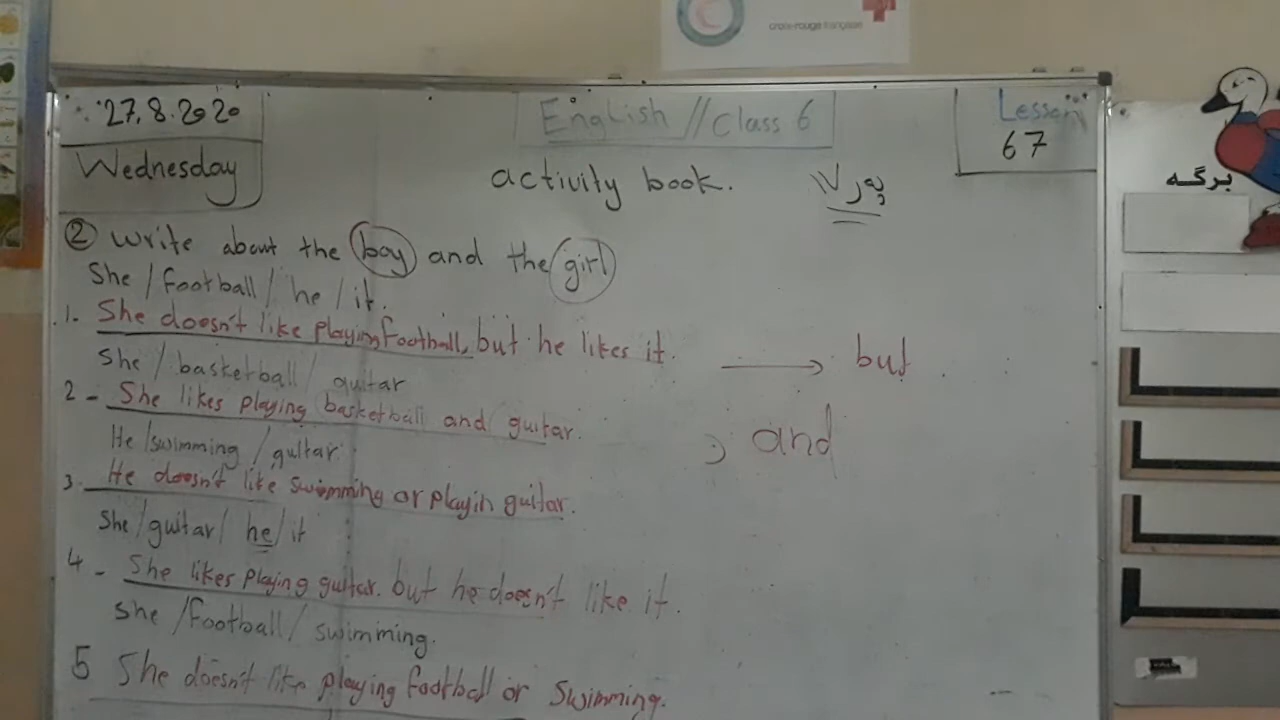 croix-rouge française
27.8.2020
English // Class 6
Lesson
67
Wednesday
activity book.
برگه
② write about the boy and the girl
She / football / he / it.
1. She doesn't like playing football, but he likes it. → but.
She / basketball / guitar
2 - She likes playing basketball and guitar.
and
He / swimming / guitar
3. He doesn't like swimming or playin guitar.
She / guitar / he / it
4 - She likes playing guitar. but he doesn't like it.
she / football / swimming.
5 She doesn't like playing football or swimming.